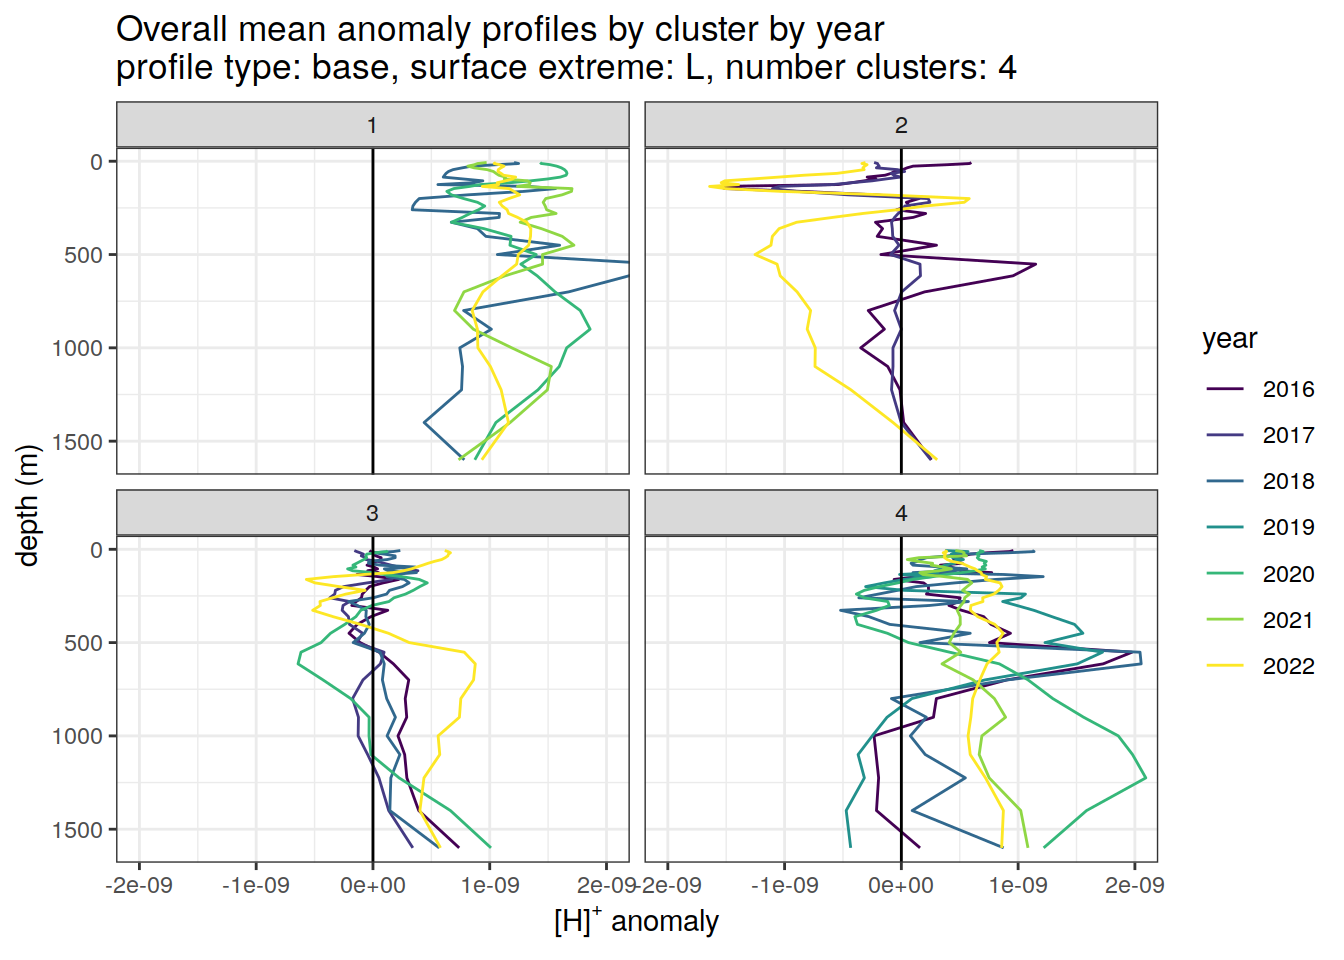 Overall mean anomaly profiles by cluster by year
profile type: base, surface extreme: L, number clusters: 4
1
2
0
500
1000
1500
3
4
0
500
1000
1500
-2e-09 -1e-09 0e+00 1e-09 2e-09
-2e-09 -1e-09 0e+00 1e-09 2e-09
[H]+ anomaly
depth (m)
year
2016
2017
2018
2019
2020
2021
2022